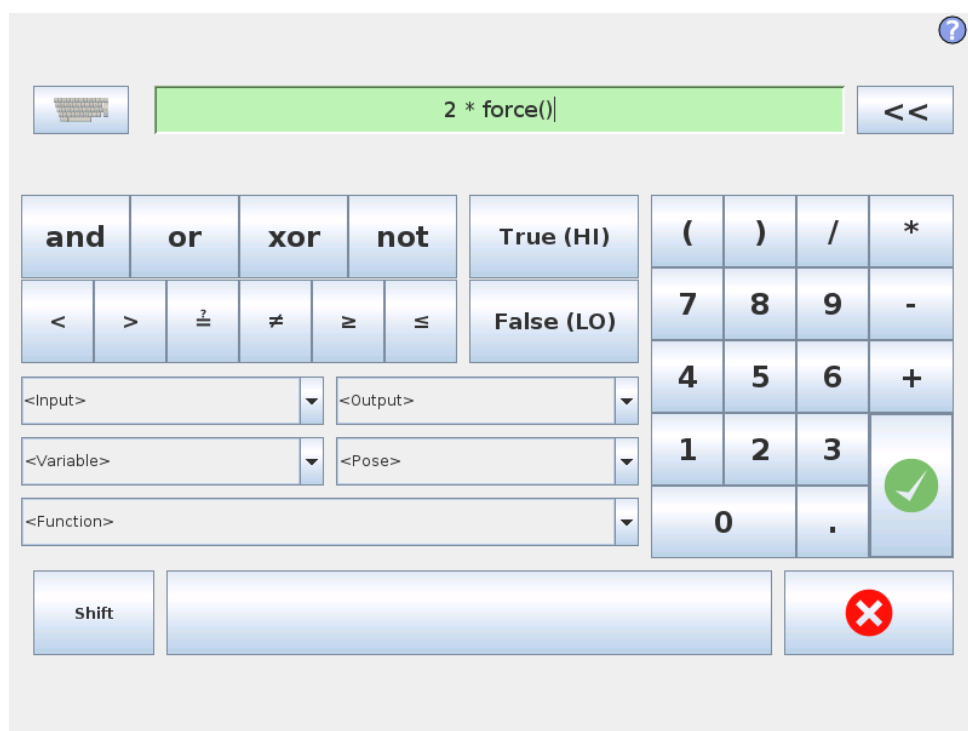 ?
2 * force()
<<
and or xor not True (HI) ( ) / *
< > ≟ ≠ ≥ ≤ False (LO) 7 8 9 -
<Input> <Output> 4 5 6 +
<Variable> <Pose> 1 2 3
<Function> 0 .
Shift